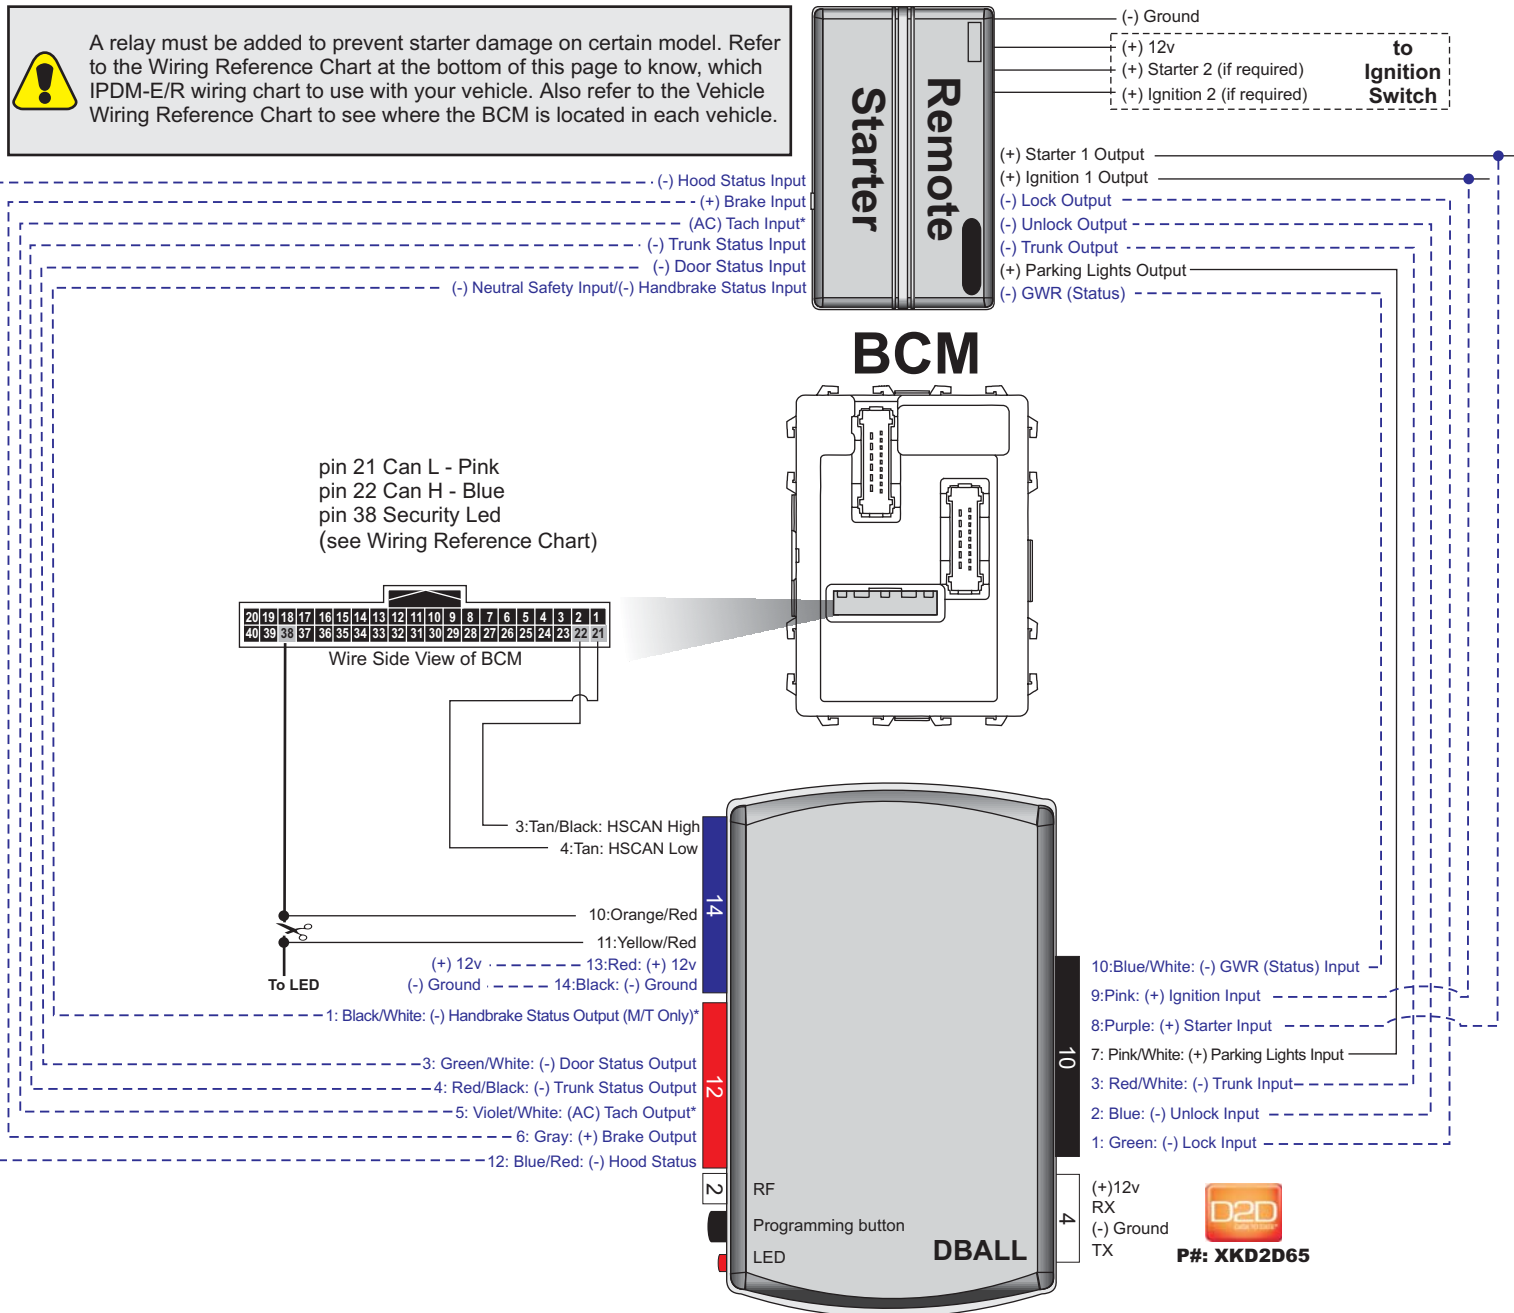 A relay must be added to prevent starter damage on certain model. Refer
to the Wiring Reference Chart at the bottom of this page to know, which
IPDM-E/R wiring chart to use with your vehicle. Also refer to the Vehicle
Wiring Reference Chart to see where the BCM is located in each vehicle.
Remote
Starter
(-) Ground
(+) 12v
(+) Starter 2 (if required)
(+) Ignition 2 (if required)
to
Ignition
Switch
(-) Hood Status Input
(+) Brake Input
(AC) Tach Input*
(-) Trunk Status Input
(-) Door Status Input
(-) Neutral Safety Input/(-) Handbrake Status Input
(+) Starter 1 Output
(+) Ignition 1 Output
(-) Lock Output
(-) Unlock Output
(-) Trunk Output
(+) Parking Lights Output
(-) GWR (Status)
BCM
pin 21 Can L - Pink
pin 22 Can H - Blue
pin 38 Security Led
(see Wiring Reference Chart)
20 19 18 17 16 15 14 13 12 11 10 9 8 7 6 5 4 3 2 1
40 39 38 37 36 35 34 33 32 31 30 29 28 27 26 25 24 23 22 21
Wire Side View of BCM
3:Tan/Black: HSCAN High
4:Tan: HSCAN Low
14
10:Orange/Red
11:Yellow/Red
(+) 12v
13:Red: (+) 12v
(-) Ground
14:Black: (-) Ground
To LED
1: Black/White: (-) Handbrake Status Output (M/T Only)*
3: Green/White: (-) Door Status Output
4: Red/Black: (-) Trunk Status Output
5: Violet/White: (AC) Tach Output*
6: Gray: (+) Brake Output
12: Blue/Red: (-) Hood Status
12
2
RF
Programming button
LED
DBALL
10
10:Blue/White: (-) GWR (Status) Input
9:Pink: (+) Ignition Input
8:Purple: (+) Starter Input
7: Pink/White: (+) Parking Lights Input
3: Red/White: (-) Trunk Input
2: Blue: (-) Unlock Input
1: Green: (-) Lock Input
4
(+)12v
RX
(-) Ground
TX
D2D
P#: XKD2D65